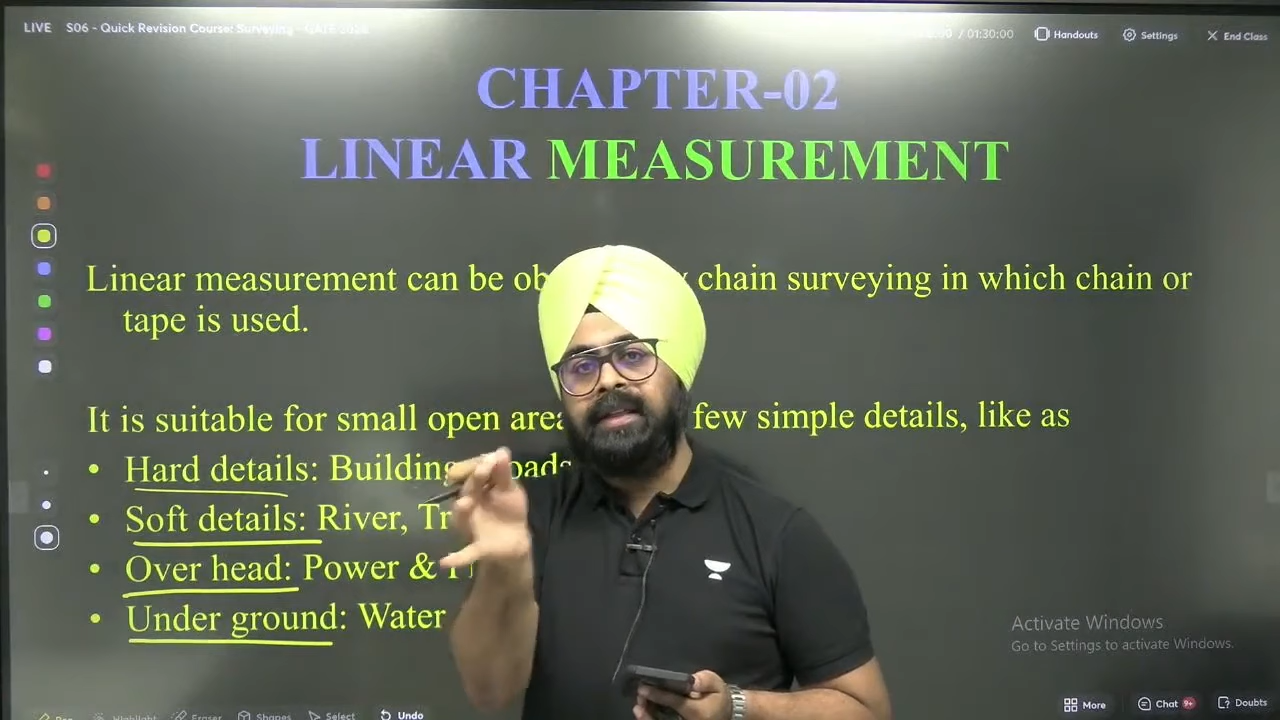 LIVE S06 - Quick Revision Course: Surveying - GATE 2026
/ 01:30:00 Handouts Settings End Class
CHAPTER-02
LINEAR MEASUREMENT
Linear measurement can be chain surveying in which chain or
tape is used.
It is suitable for small open few simple details, like as
• Hard details: Building
• Soft details: River,
• Over head: Power &
• Under ground: Water
Activate Windows
Go to Settings to activate Windows.
Pen Highlight Eraser Shapes Select Undo More Chat 9+ Doubts